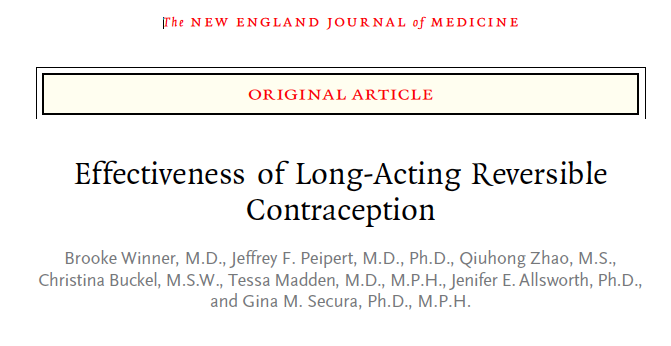 The NEW ENGLAND JOURNAL of MEDICINE
ORIGINAL ARTICLE
Effectiveness of Long-Acting Reversible
Contraception
Brooke Winner, M.D., Jeffrey F. Peipert, M.D., Ph.D., Qiuhong Zhao, M.S.,
Christina Buckel, M.S.W., Tessa Madden, M.D., M.P.H., Jenifer E. Allsworth, Ph.D.,
and Gina M. Secura, Ph.D., M.P.H.